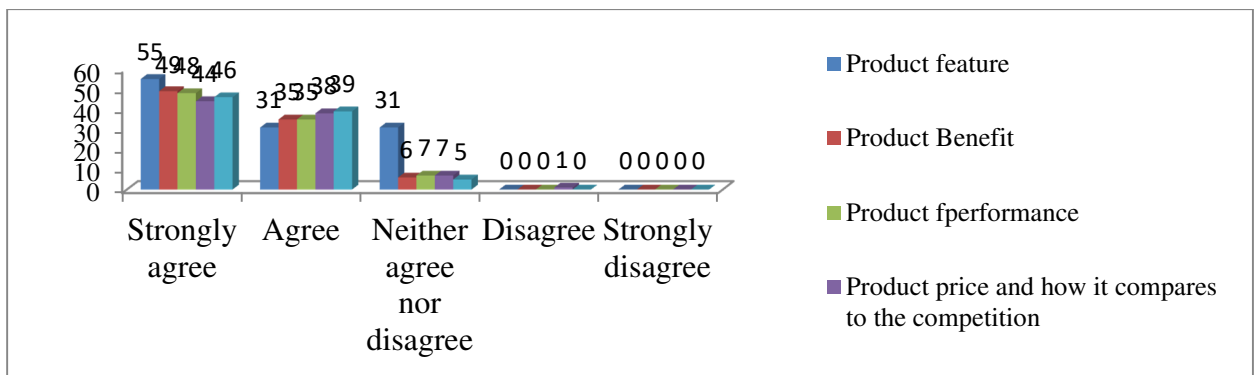 55 49 48 44 46
31 35 35 38 39
31 6 7 7 5
0 0 0 1 0
0 0 0 0 0
60
50
40
30
20
10
0
Strongly agree
Agree
Neither agree nor disagree
Disagree
Strongly disagree
Product feature
Product Benefit
Product fperformance
Product price and how it compares
to the competition